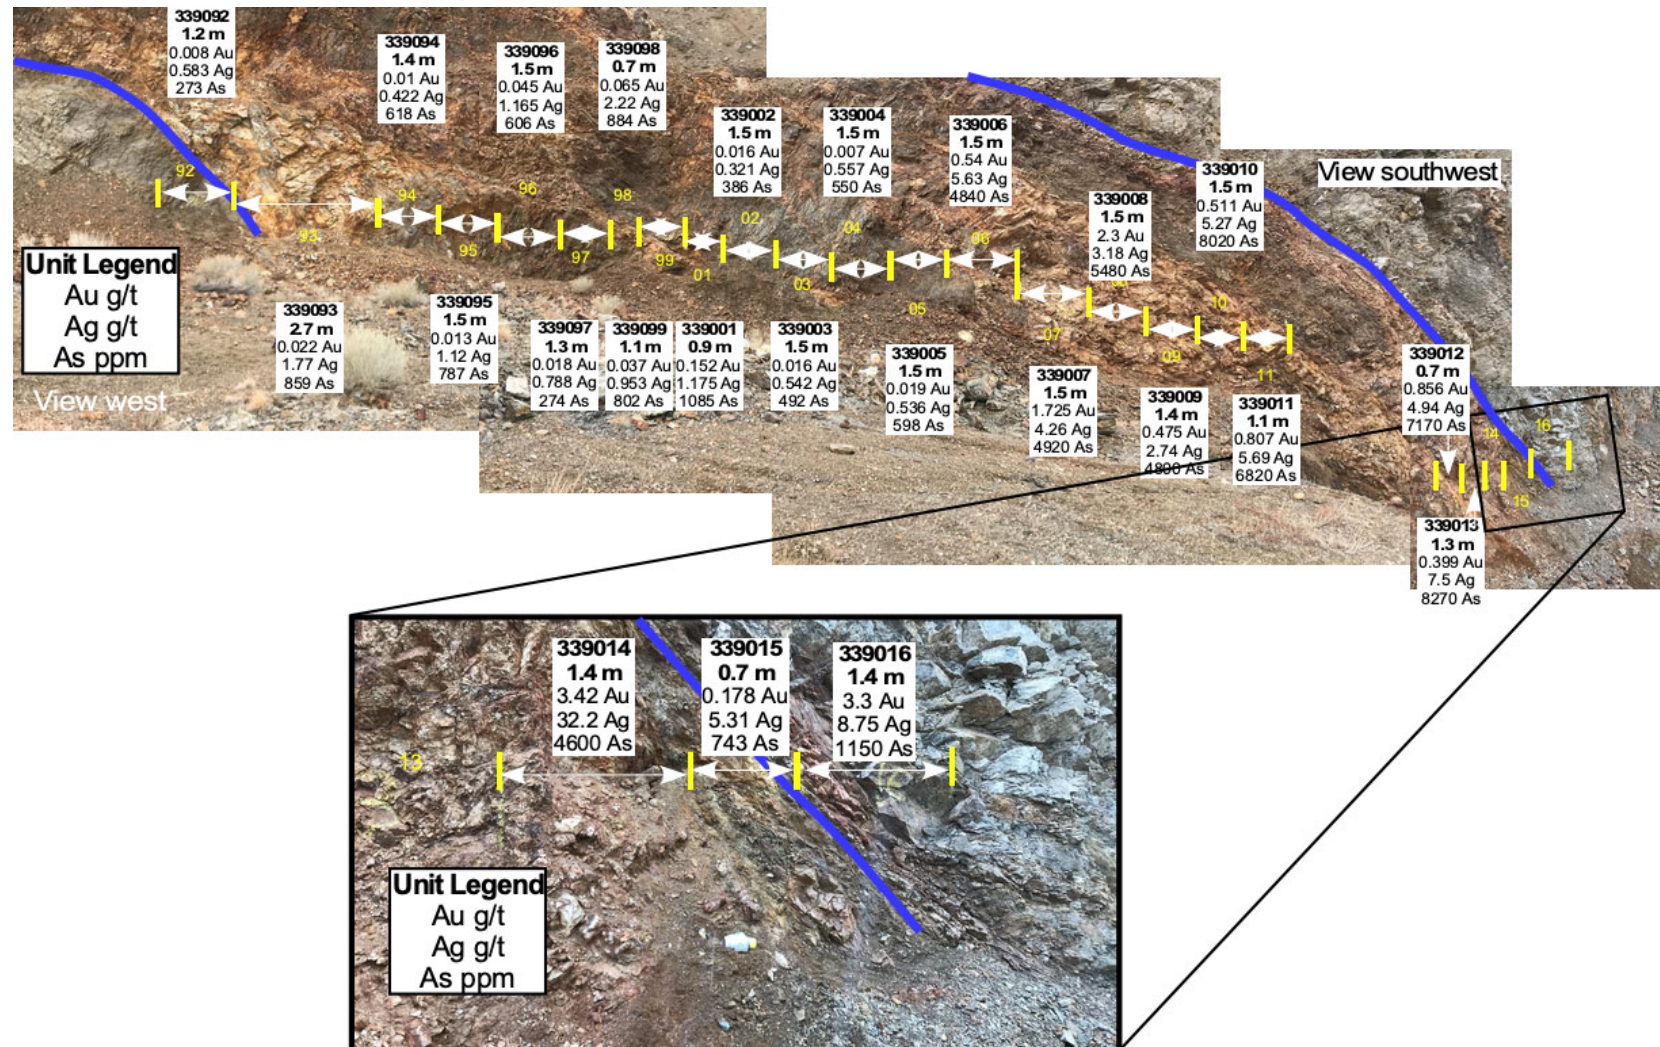 339092
1.2 m
0.008 Au
0.583 Ag
273 As
339094
1.4 m
0.01 Au
0.422 Ag
618 As
339096
1.5 m
0.045 Au
1.165 Ag
606 As
339098
0.7 m
0.065 Au
2.22 Ag
884 As
339002
1.5 m
0.016 Au
0.321 Ag
386 As
339004
1.5 m
0.007 Au
0.557 Ag
550 As
339006
1.5 m
0.54 Au
5.63 Ag
4840 As
339008
1.5 m
2.3 Au
3.18 Ag
5480 As
339010
1.5 m
0.511 Au
5.27 Ag
8020 As
View southwest
92
93
94
95
96
97
98
99
01
02
03
04
05
06
07
09
10
11
14
15
16
Unit Legend
Au g/t
Ag g/t
As ppm
View west
339093
2.7 m
0.022 Au
1.77 Ag
859 As
339095
1.5 m
0.013 Au
1.12 Ag
787 As
339097
1.3 m
0.018 Au
0.788 Ag
274 As
339099
1.1 m
0.037 Au
0.953 Ag
802 As
339001
0.9 m
0.152 Au
1.175 Ag
1085 As
339003
1.5 m
0.016 Au
0.542 Ag
492 As
339005
1.5 m
0.019 Au
0.536 Ag
598 As
339007
1.5 m
1.725 Au
4.26 Ag
4920 As
339009
1.4 m
0.475 Au
2.74 Ag
4890 As
339011
1.1 m
0.807 Au
5.69 Ag
6820 As
339012
0.7 m
0.856 Au
4.94 Ag
7170 As
339013
1.3 m
0.399 Au
7.5 Ag
8270 As
339014
1.4 m
3.42 Au
32.2 Ag
4600 As
339015
0.7 m
0.178 Au
5.31 Ag
743 As
339016
1.4 m
3.3 Au
8.75 Ag
1150 As
13
Unit Legend
Au g/t
Ag g/t
As ppm